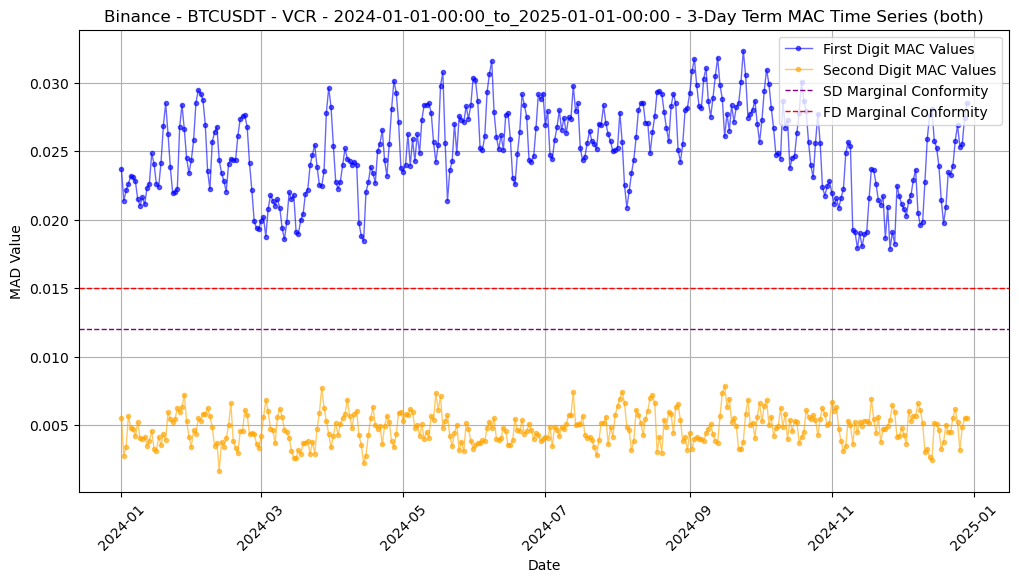 Binance - BTCUSDT - VCR - 2024-01-01-00:00_to_2025-01-01-00:00 - 3-Day Term MAC Time Series (both)
First Digit MAC Values
Second Digit MAC Values
SD Marginal Conformity
FD Marginal Conformity
MAD Value
0.030
0.025
0.020
0.015
0.010
0.005
2024-01
2024-03
2024-05
2024-07
2024-09
2024-11
2025-01
Date